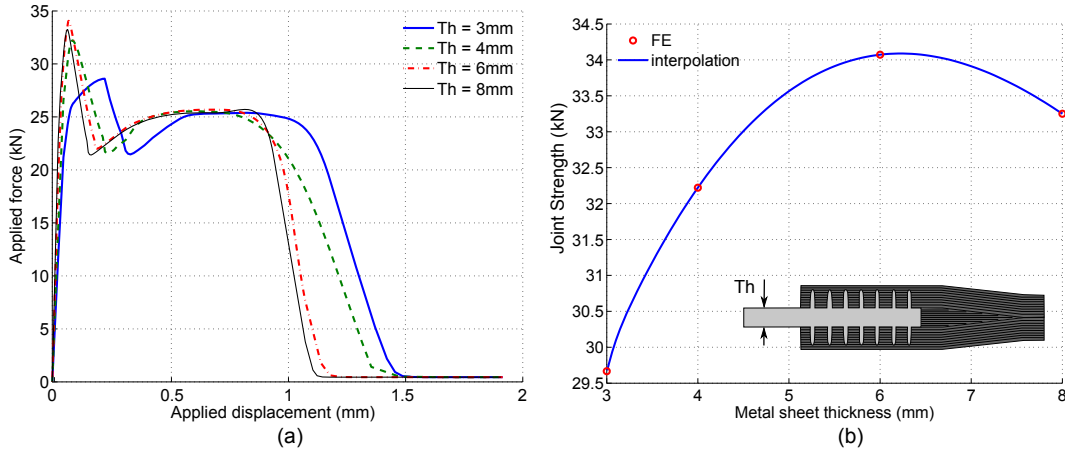 40
35
30
25
20
15
10
5
0
Applied force (kN)
0
0.5
1
1.5
2
Applied displacement (mm)
Th = 3mm
Th = 4mm
Th = 6mm
Th = 8mm
(a)
34.5
34
33.5
33
32.5
32
31.5
31
30.5
30
29.5
Joint Strength (kN)
FE
interpolation
Th
3
4
5
6
7
8
Metal sheet thickness (mm)
(b)